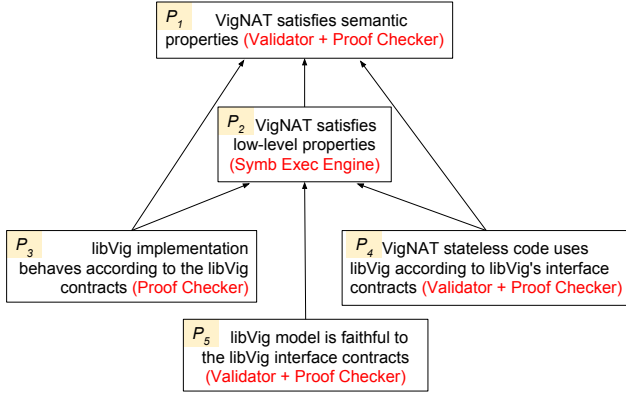 P1 VigNAT satisfies semantic
properties (Validator + Proof Checker)
P2 VigNAT satisfies
low-level properties
(Symb Exec Engine)
P3 libVig implementation
behaves according to the libVig
contracts (Proof Checker)
P4 VigNAT stateless code uses
libVig according to libVig's interface
contracts (Validator + Proof Checker)
P5 libVig model is faithful to
the libVig interface contracts
(Validator + Proof Checker)